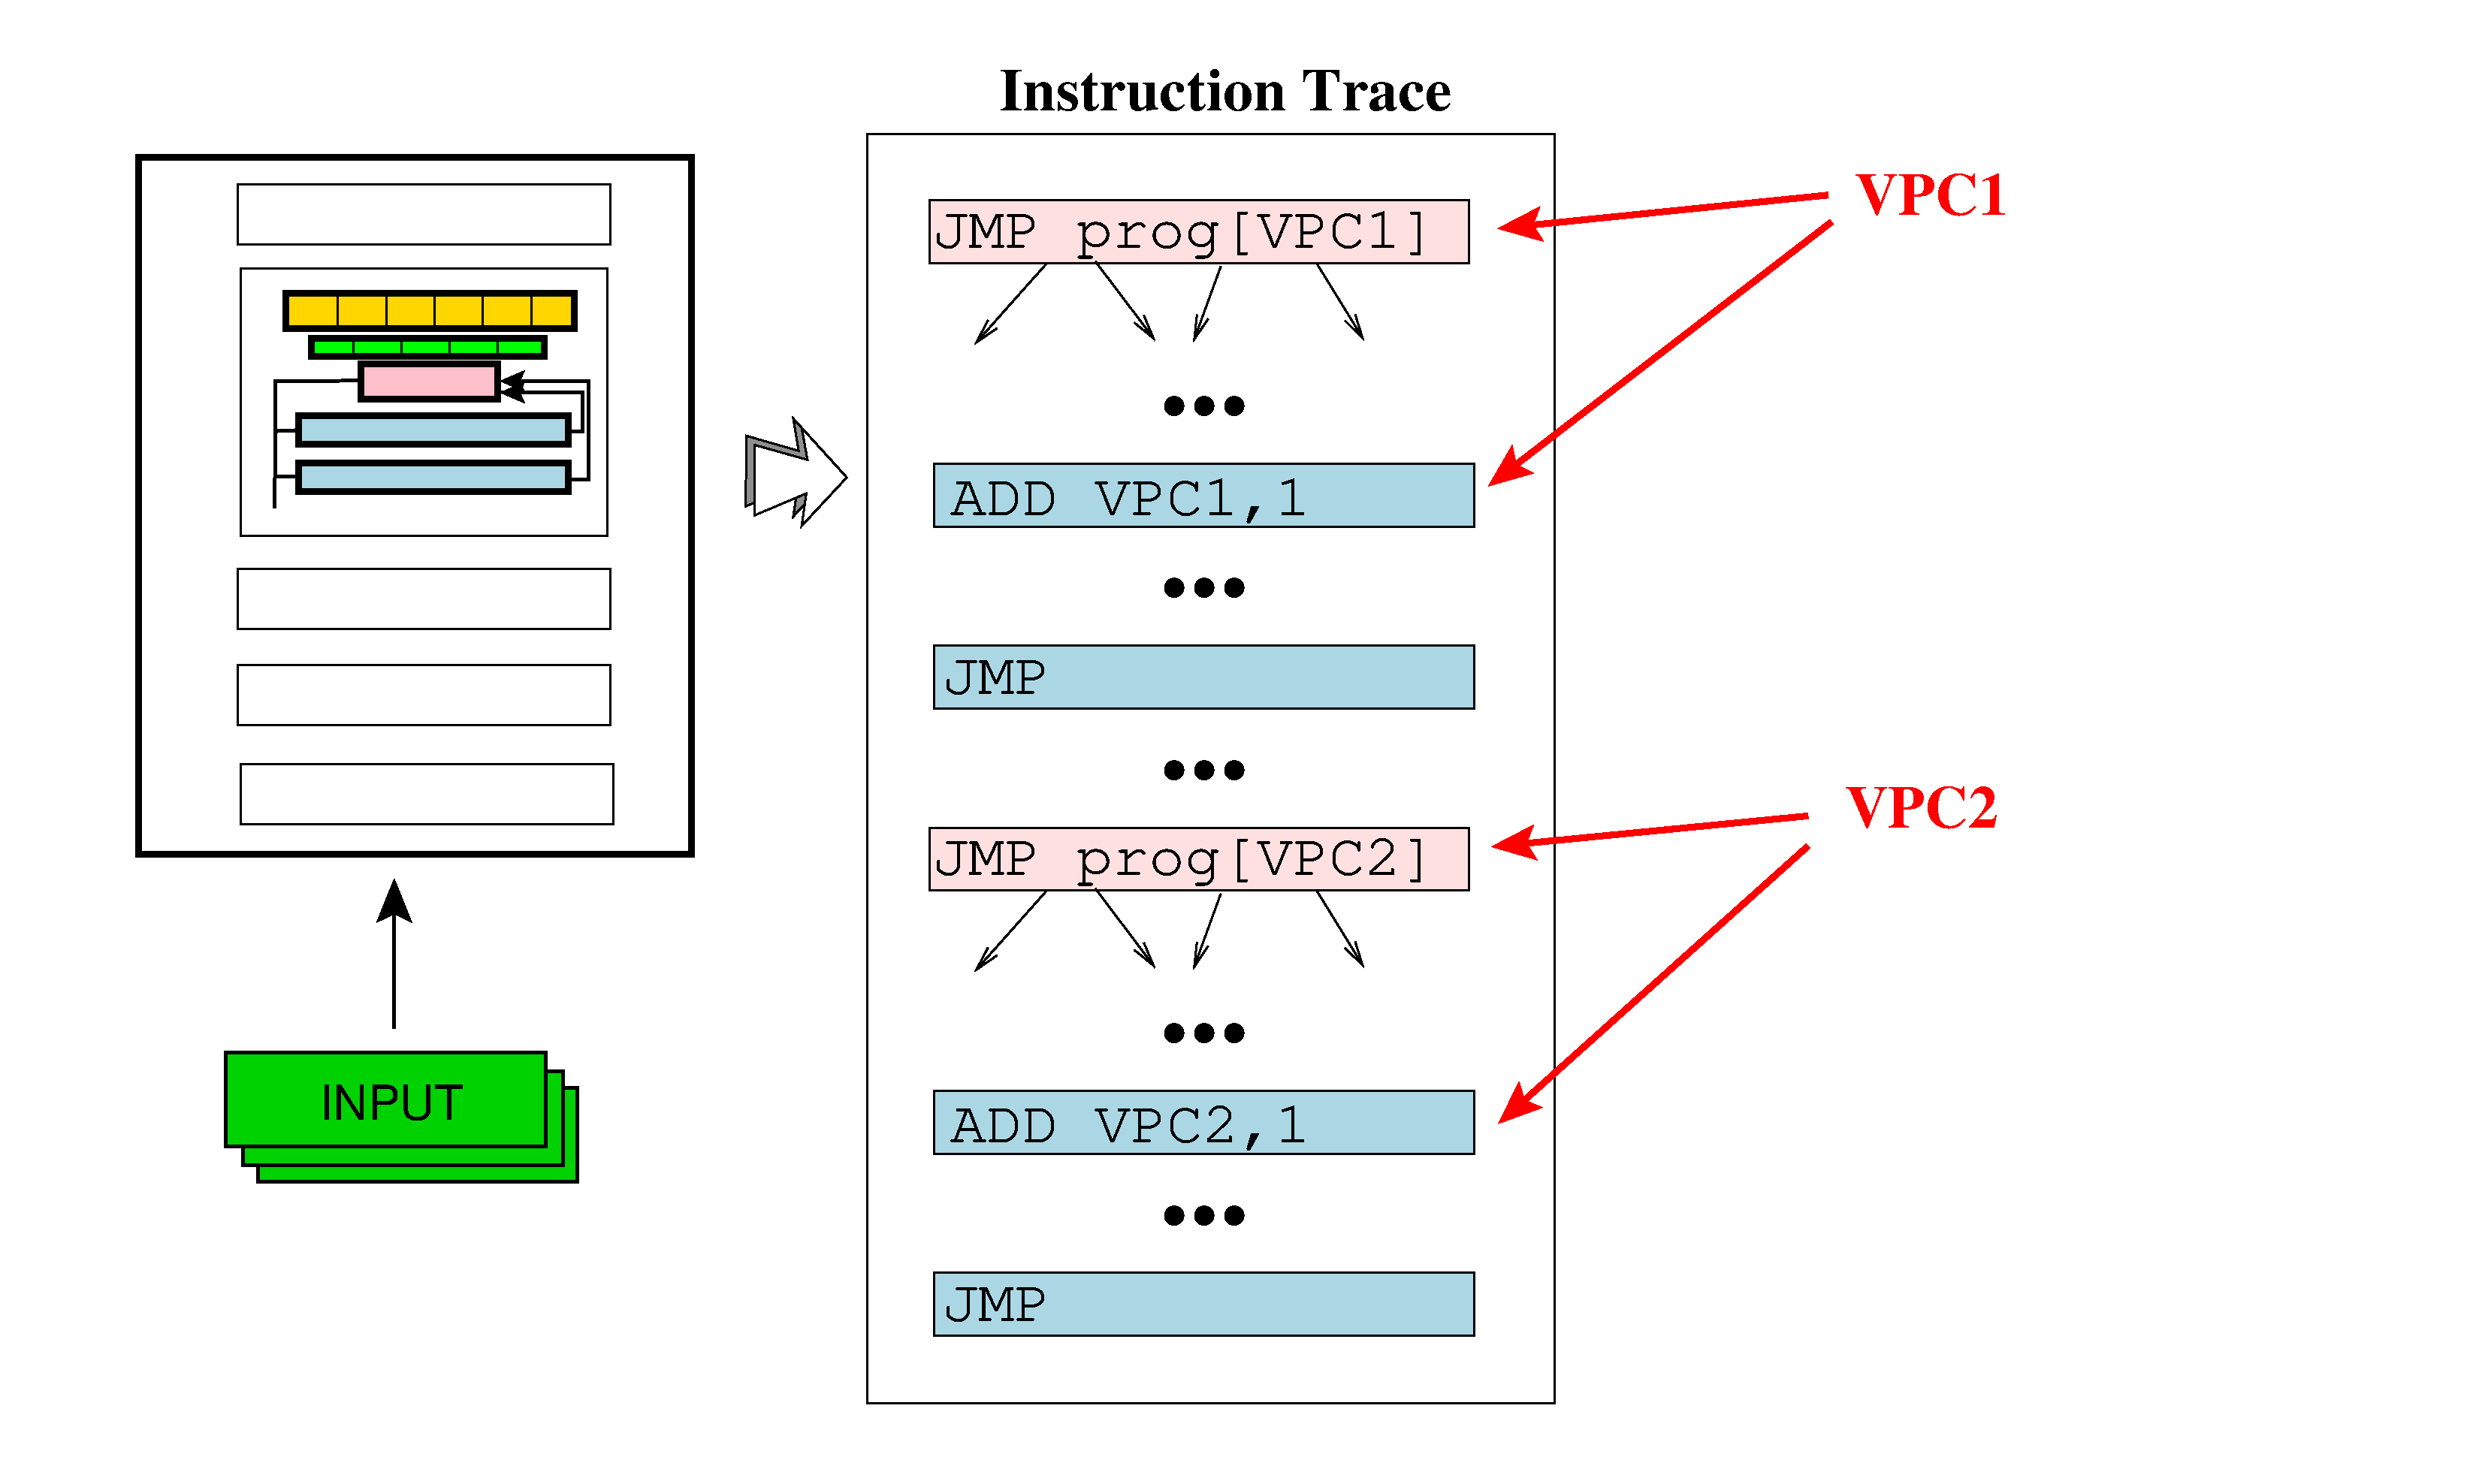 Instruction Trace
JMP prog[VPC1]
VPC1
ADD VPC1,1
JMP
JMP prog[VPC2]
VPC2
INPUT
ADD VPC2,1
JMP